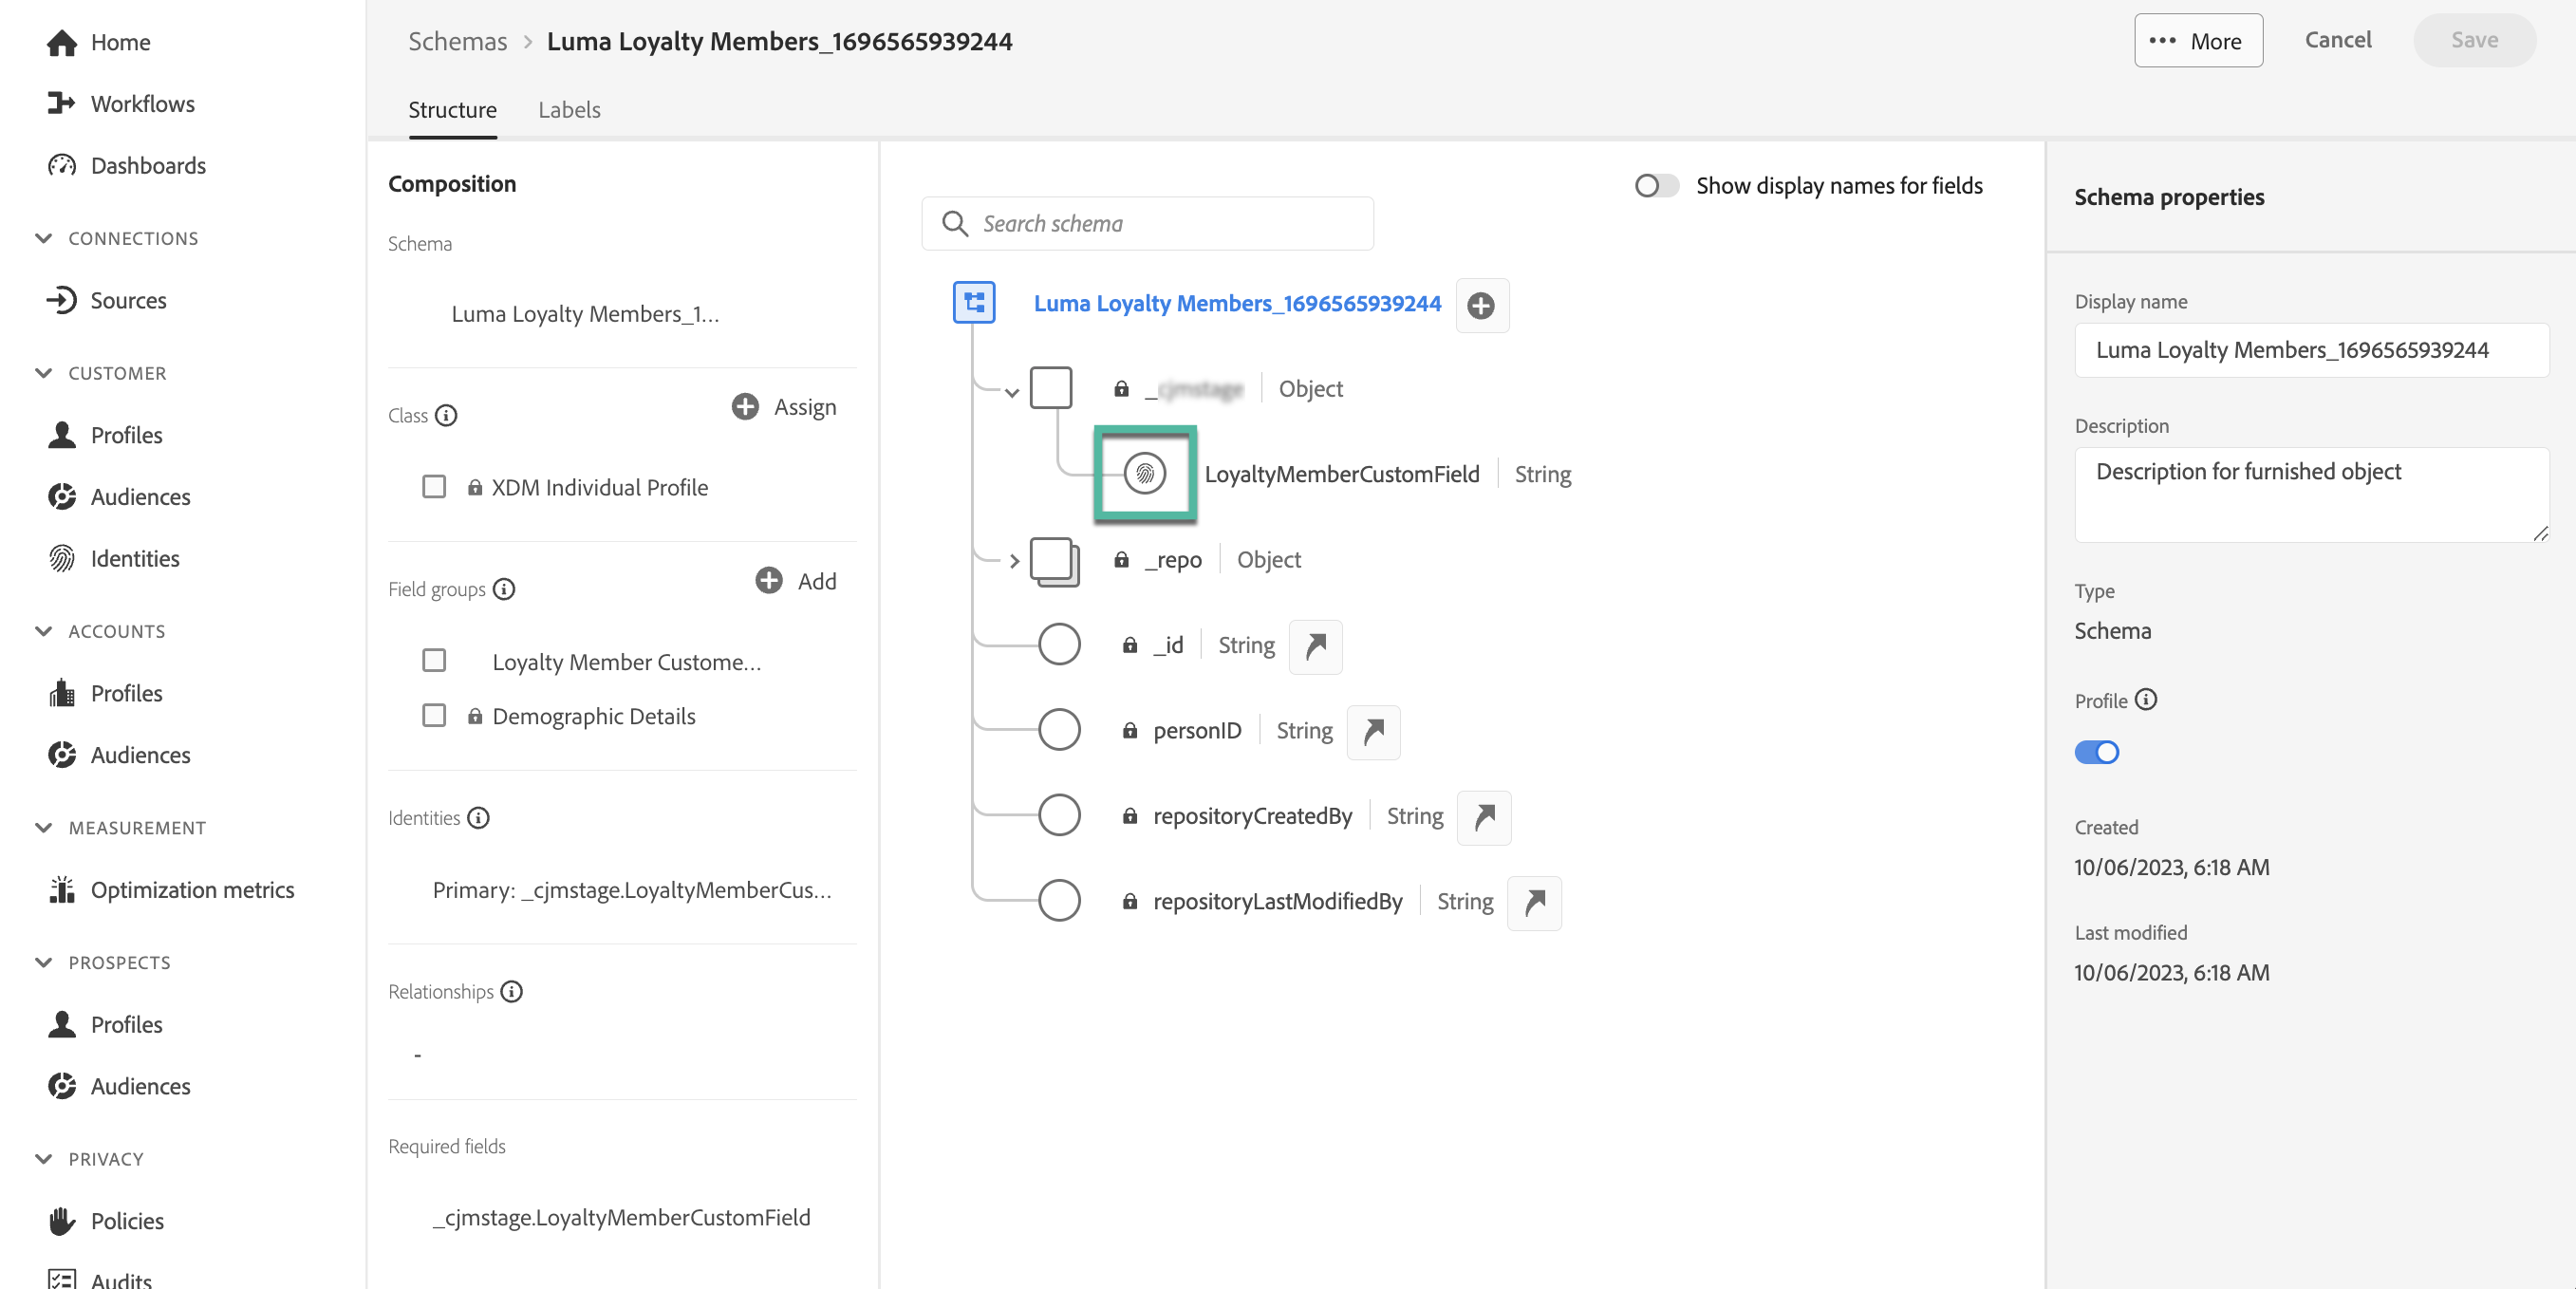 Home
Workflows
Dashboards
CONNECTIONS
Sources
CUSTOMER
Profiles
Audiences
Identities
ACCOUNTS
Profiles
Audiences
MEASUREMENT
Optimization metrics
PROSPECTS
Profiles
Audiences
PRIVACY
Policies
Audits
Schemas > Luma Loyalty Members_1696565939244
••• More
Cancel
Save
Structure
Labels
Composition
Schema
Luma Loyalty Members_1...
Class
Assign
XDM Individual Profile
Field groups
Add
Loyalty Member Custome...
Demographic Details
Identities
Primary: _cjmstage.LoyaltyMemberCus...
Relationships
-
Required fields
_cjmstage.LoyaltyMemberCustomField
Show display names for fields
Search schema
Luma Loyalty Members_1696565939244
_cjmstage | Object
LoyaltyMemberCustomField | String
_repo | Object
_id | String
personID | String
repositoryCreatedBy | String
repositoryLastModifiedBy | String
Schema properties
Display name
Luma Loyalty Members_1696565939244
Description
Description for furnished object
Type
Schema
Profile
Created
10/06/2023, 6:18 AM
Last modified
10/06/2023, 6:18 AM